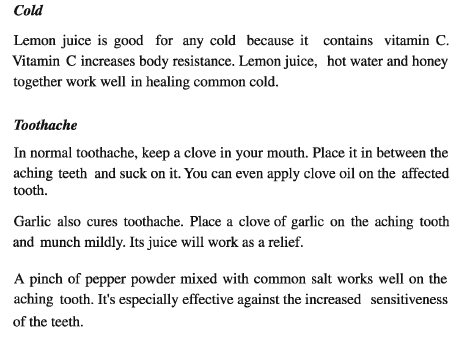 Cold
Lemon juice is good for any cold because it contains vitamin C.
Vitamin C increases body resistance. Lemon juice, hot water and honey
together work well in healing common cold.
Toothache
In normal toothache, keep a clove in your mouth. Place it in between the
aching teeth and suck on it. You can even apply clove oil on the affected
tooth.
Garlic also cures toothache. Place a clove of garlic on the aching tooth
and munch mildly. Its juice will work as a relief.
A pinch of pepper powder mixed with common salt works well on the
aching tooth. It's especially effective against the increased sensitiveness
of the teeth.